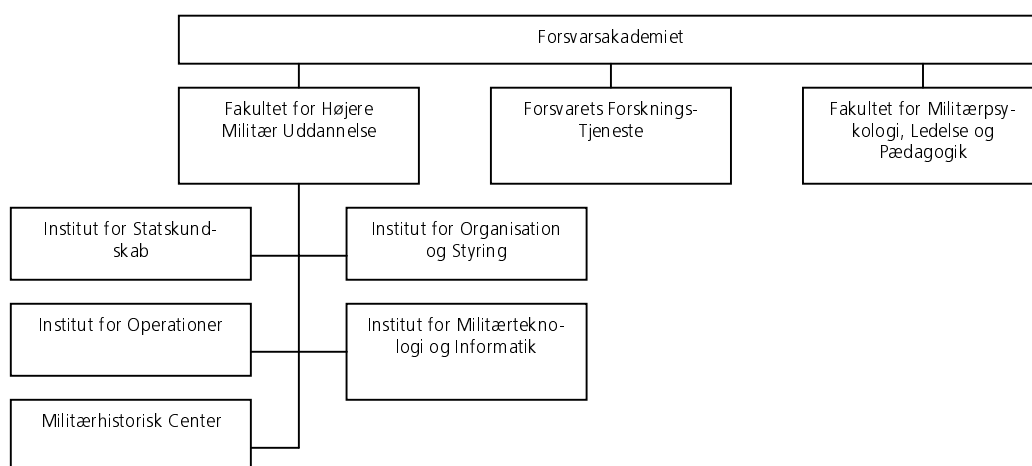 Forsvarsakademiet
Fakultet for Højere
Militær Uddannelse
Forsvarets Forsknings-
Tjeneste
Fakultet for Militærpsy-
kologi, Ledelse og
Pædagogik
Institut for Statskund-
skab
Institut for Organisation
og Styring
Institut for Operationer
Institut for Militærtekno-
logi og Informatik
Militærhistorisk Center